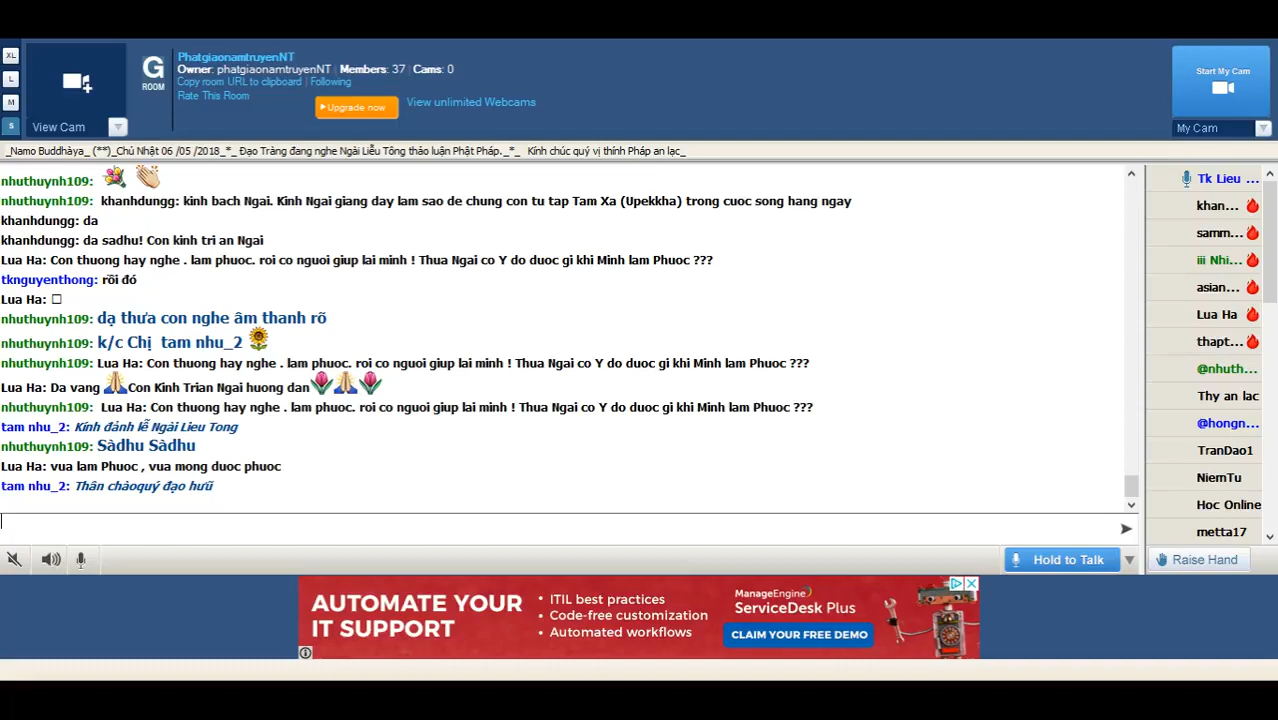 XL
L
M
S
View Cam
G
ROOM
PhatgiaonamtruyenNT
Owner: phatgiaonamtruyenNT | Members: 37 | Cams: 0
Copy room URL to clipboard | Following
Rate This Room
Upgrade now
View unlimited Webcams
Start My Cam
My Cam
_Namo Buddhàya_ (**)_Chủ Nhật 06 /05 /2018_*_ Đạo Tràng đang nghe Ngài Liễu Tông thảo luận Phật Pháp._*_ Kính chúc quý vị thính Pháp an lạc_
nhuthuynh109:
nhuthuynh109: khanhdungg: kinh bach Ngai. Kinh Ngai giang day lam sao de chung con tu tap Tam Xa (Upekkha) trong cuoc song hang ngay
khanhdungg: da
khanhdungg: da sadhu! Con kinh tri an Ngai
Lua Ha: Con thuong hay nghe . lam phuoc. roi co nguoi giup lai minh ! Thua Ngai co Y do duoc gi khi Minh lam Phuoc ???
tknguyenthong: rồi đó
Lua Ha: □
nhuthuynh109: dạ thưa con nghe âm thanh rõ
nhuthuynh109: k/c Chị tam nhu_2
nhuthuynh109: Lua Ha: Con thuong hay nghe . lam phuoc. roi co nguoi giup lai minh ! Thua Ngai co Y do duoc gi khi Minh lam Phuoc ???
Lua Ha: Da vang Con Kinh Trian Ngai huong dan
nhuthuynh109: Lua Ha: Con thuong hay nghe . lam phuoc. roi co nguoi giup lai minh ! Thua Ngai co Y do duoc gi khi Minh lam Phuoc ???
tam nhu_2: Kính đảnh lễ Ngài Lieu Tong
nhuthuynh109: Sàdhu Sàdhu
Lua Ha: vua lam Phuoc , vua mong duoc phuoc
tam nhu_2: Thân chàoquý đạo hưũ
Tk Lieu ...
khan...
samm...
iii Nhi...
asian...
Lua Ha
thapt...
@nhuth...
Thy an lac
@hongn...
TranDao1
NiemTu
Hoc Online
metta17
Hold to Talk
Raise Hand
AUTOMATE YOUR
IT SUPPORT
• ITIL best practices
• Code-free customization
• Automated workflows
ManageEngine
ServiceDesk Plus
CLAIM YOUR FREE DEMO